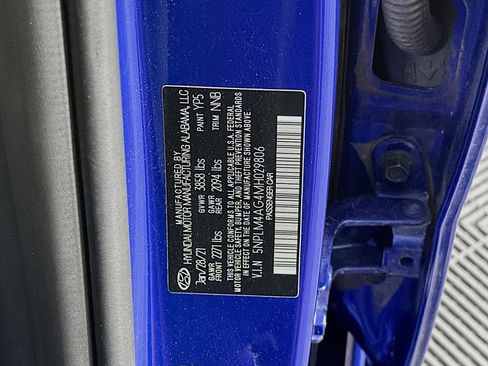 MANUFACTURED BY
HYUNDAI MOTOR MANUFACTURING ALABAMA, LLC
Jan/28/21 GVWR 3858 lbs PAINT YP5
GAWR FRONT 2271 lbs GAWR REAR 2094 lbs TRIM NNB
THIS VEHICLE CONFORMS TO ALL APPLICABLE U.S.A. FEDERAL
MOTOR VEHICLE SAFETY, BUMPER, AND THEFT PREVENTION STANDARDS
IN EFFECT ON THE DATE OF MANUFACTURE SHOWN ABOVE.
V.I.N 5NPLM4AG4MH029806
PASSENGER CAR